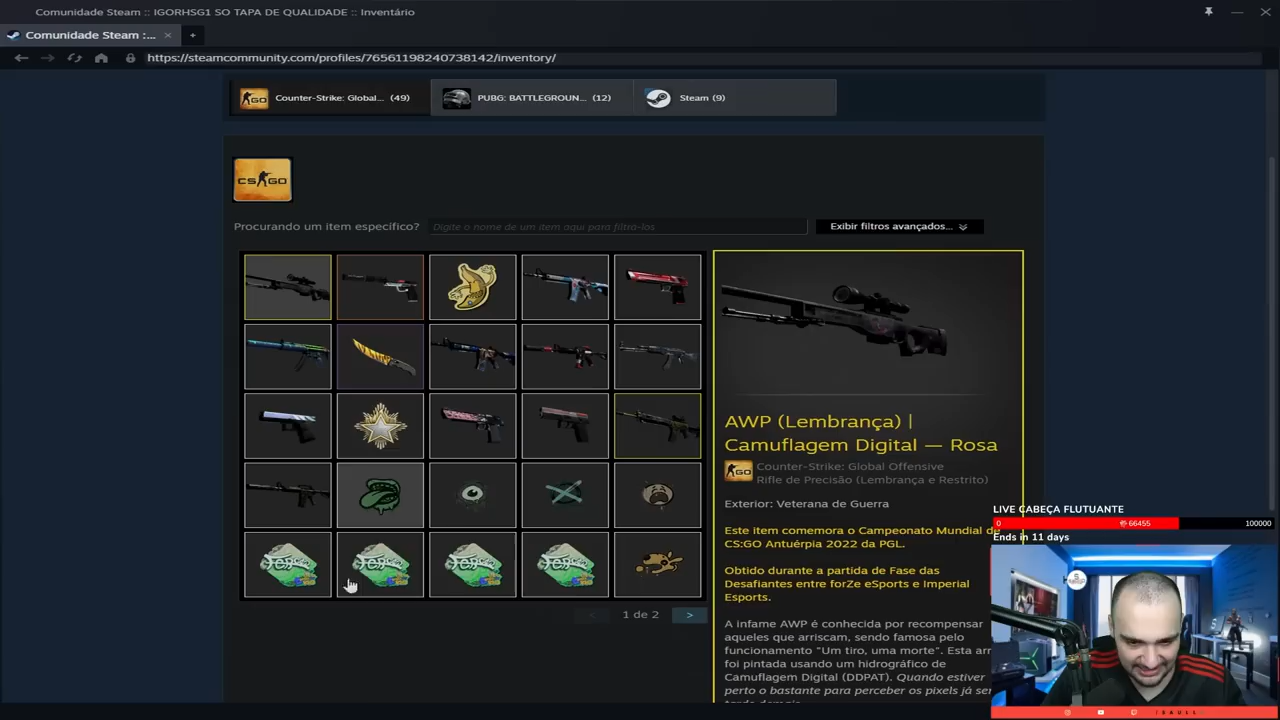 Comunidade Steam :: IGORHSG1 SO TAPA DE QUALIDADE :: Inventário
Comunidade Steam :...
https://steamcommunity.com/profiles/76561198240738142/inventory/
Counter-Strike: Global... (49)
PUBG: BATTLEGROUN... (12)
Steam (9)
CS GO
Procurando um item específico?
Digite o nome de um item aqui para filtra-los
Exibir filtros avançados...
AWP (Lembrança) |
Camuflagem Digital — Rosa
Counter-Strike: Global Offensive
Rifle de Precisão (Lembrança e Restrito)
Exterior: Veterana de Guerra
Este item comemora o Campeonato Mundial d
CS:GO Antuérpia 2022 da PGL.
Obtido durante a partida de Fase das
Desafiantes entre forZe eSports e Imperial
Esports.
A infame AWP é conhecida por recompensar
aqueles que arriscam, sendo famosa pelo
funcionamento "Um tiro, uma morte". Esta arm
foi pintada usando um hidrográfico de
Camuflagem Digital (DDPAT). Quando estiver
perto o bastante para perceber os pixels já se
< 1 de 2 >
LIVE CABEÇA FLUTUANTE
0 66455 100000
Ends in 11 days